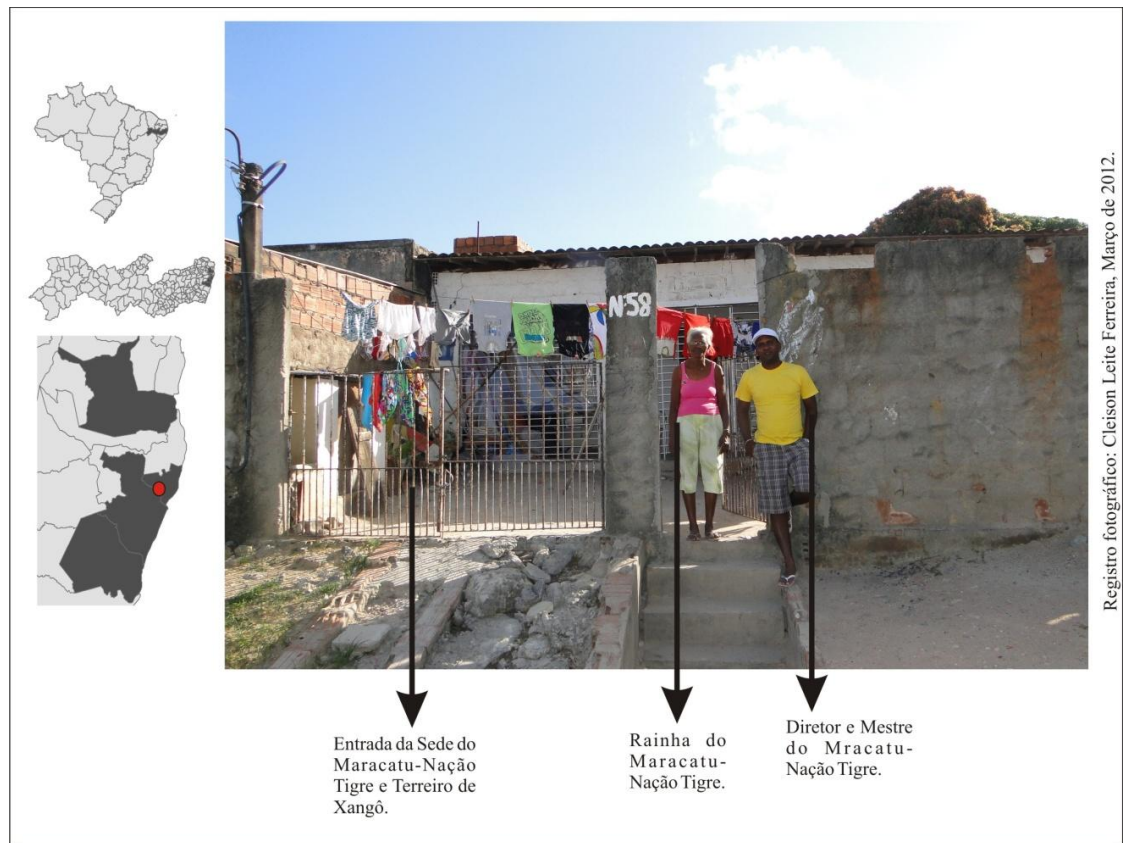 Nº58
Registro fotográfico: Cleison Leite Ferreira, Março de 2012.
Entrada da Sede do
Maracatu-Nação
Tigre e Terreiro de
Xangô.
Rainha do
Maracatu-
Nação Tigre.
Diretor e Mestre
do Mracatu-
Nação Tigre.